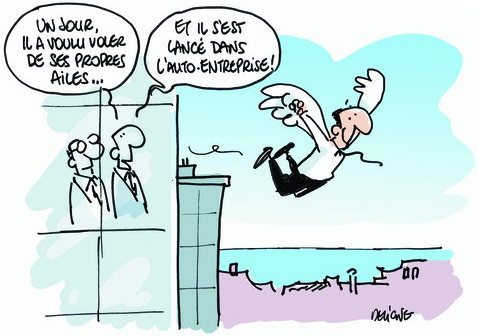 UN JOUR,
IL A VOULU VOLER
DE SES PROPRES
AILES...
ET IL S'EST
LANCÉ DANS
L'AUTO-ENTREPRISE!
DELIGNE